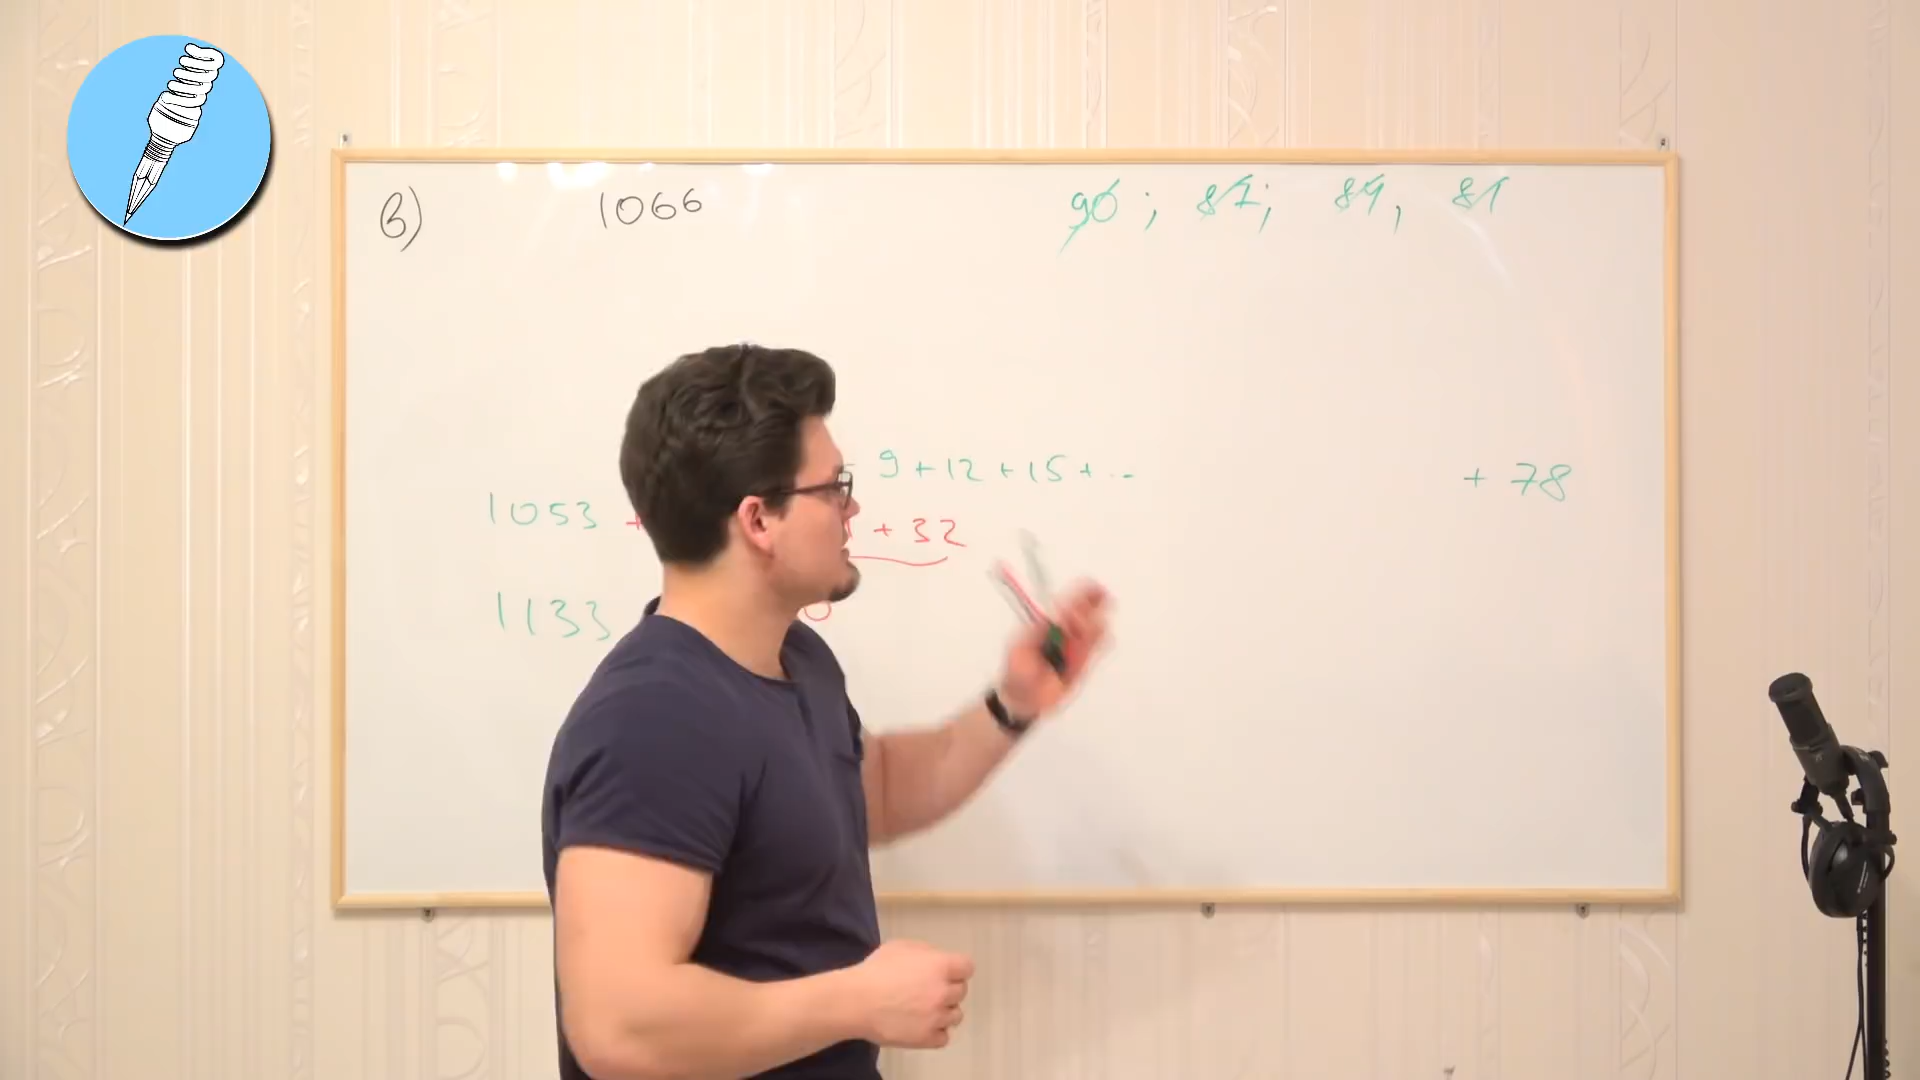 в) 1066 90; 87; 84, 81
9 + 12 + 15 + ... + 78
1053 + + 32
1133